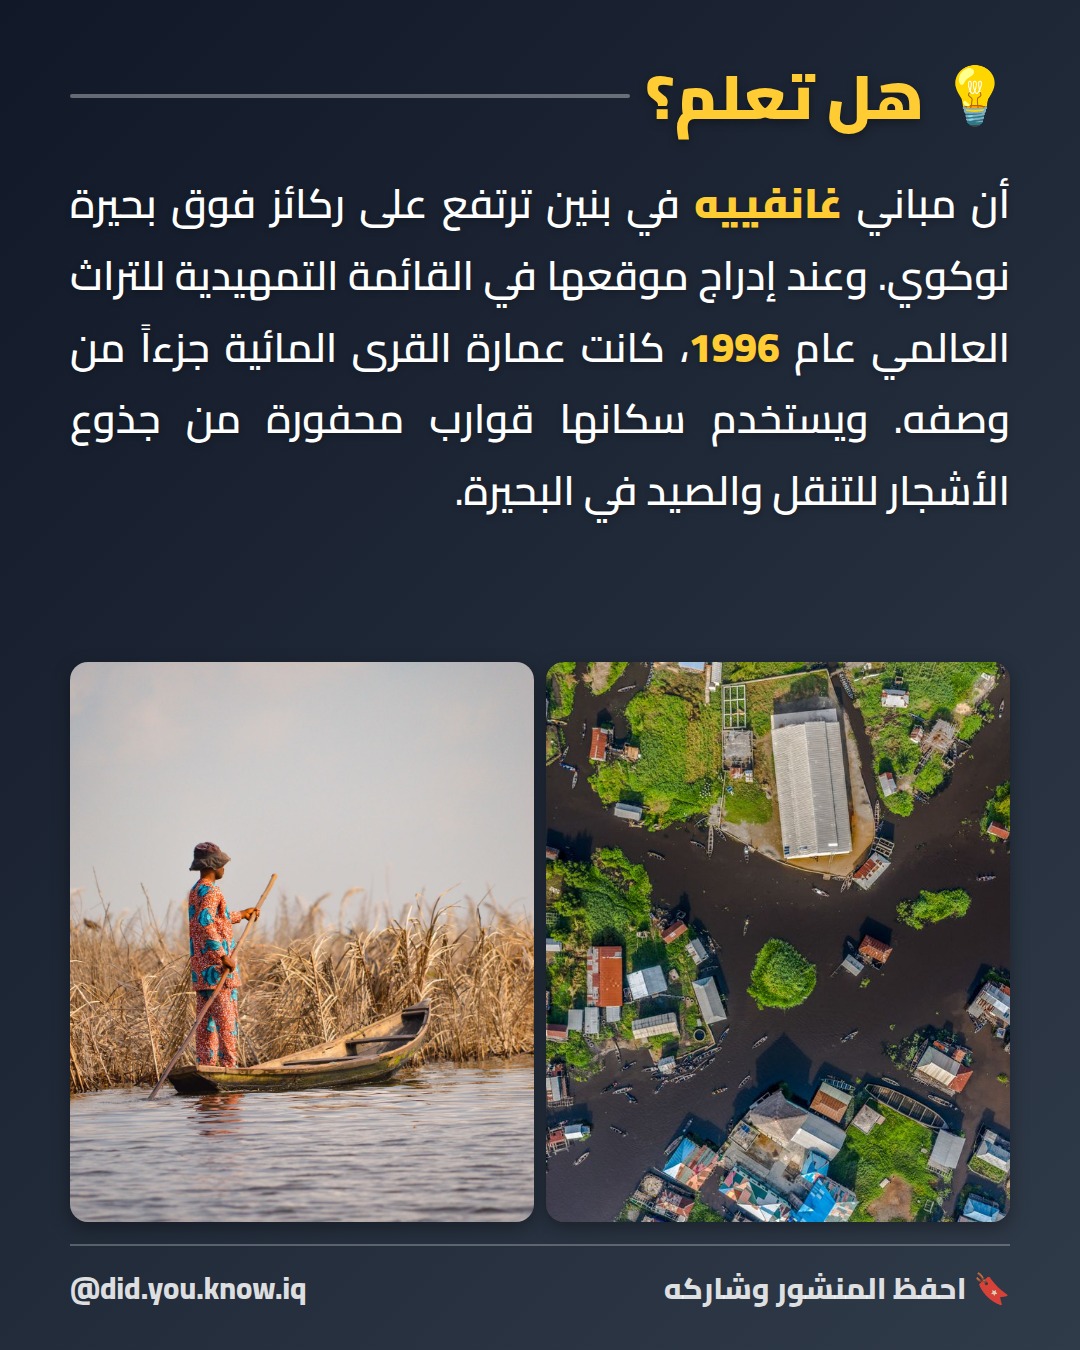 هل تعلم؟
أن مباني غانفييه في بنين ترتفع على ركائز فوق بحيرة
نوكوي. وعند إدراج موقعها في القائمة التمهيدية للتراث
العالمي عام 1996، كانت عمارة القرى المائية جزءاً من
وصفه. ويستخدم سكانها قوارب محفورة من جذوع
الأشجار للتنقل والصيد في البحيرة.
احفظ المنشور وشاركه
@did.you.know.iq